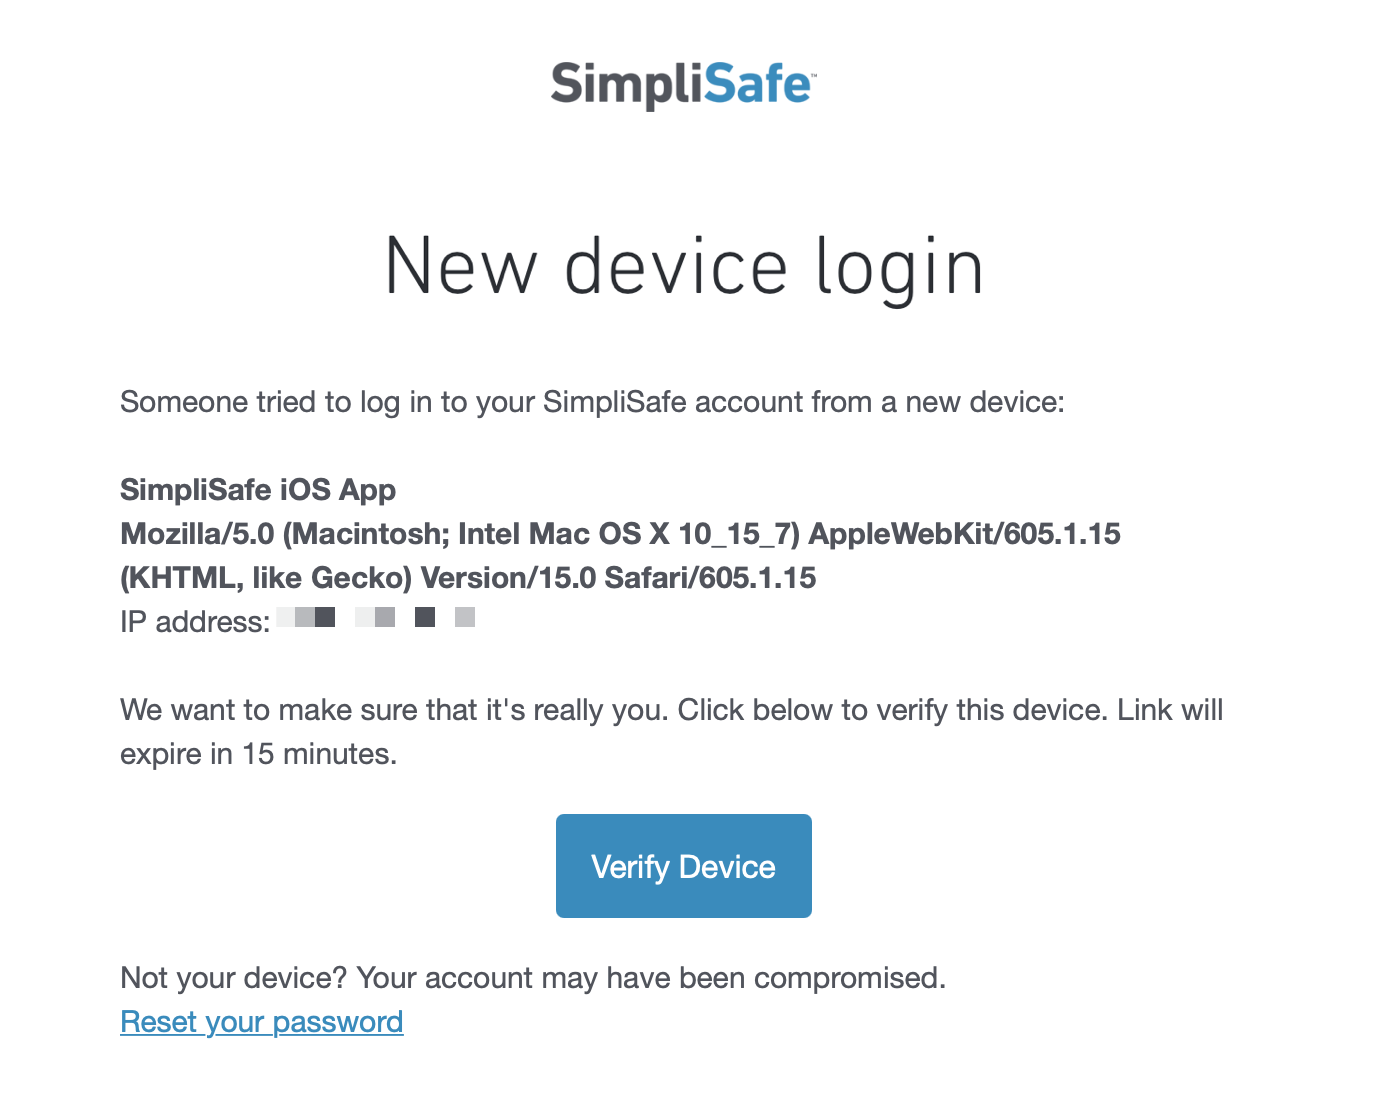 SimpliSafe™
New device login
Someone tried to log in to your SimpliSafe account from a new device:
SimpliSafe iOS App
Mozilla/5.0 (Macintosh; Intel Mac OS X 10_15_7) AppleWebKit/605.1.15
(KHTML, like Gecko) Version/15.0 Safari/605.1.15
IP address:
We want to make sure that it's really you. Click below to verify this device. Link will
expire in 15 minutes.
Verify Device
Not your device? Your account may have been compromised.
Reset your password